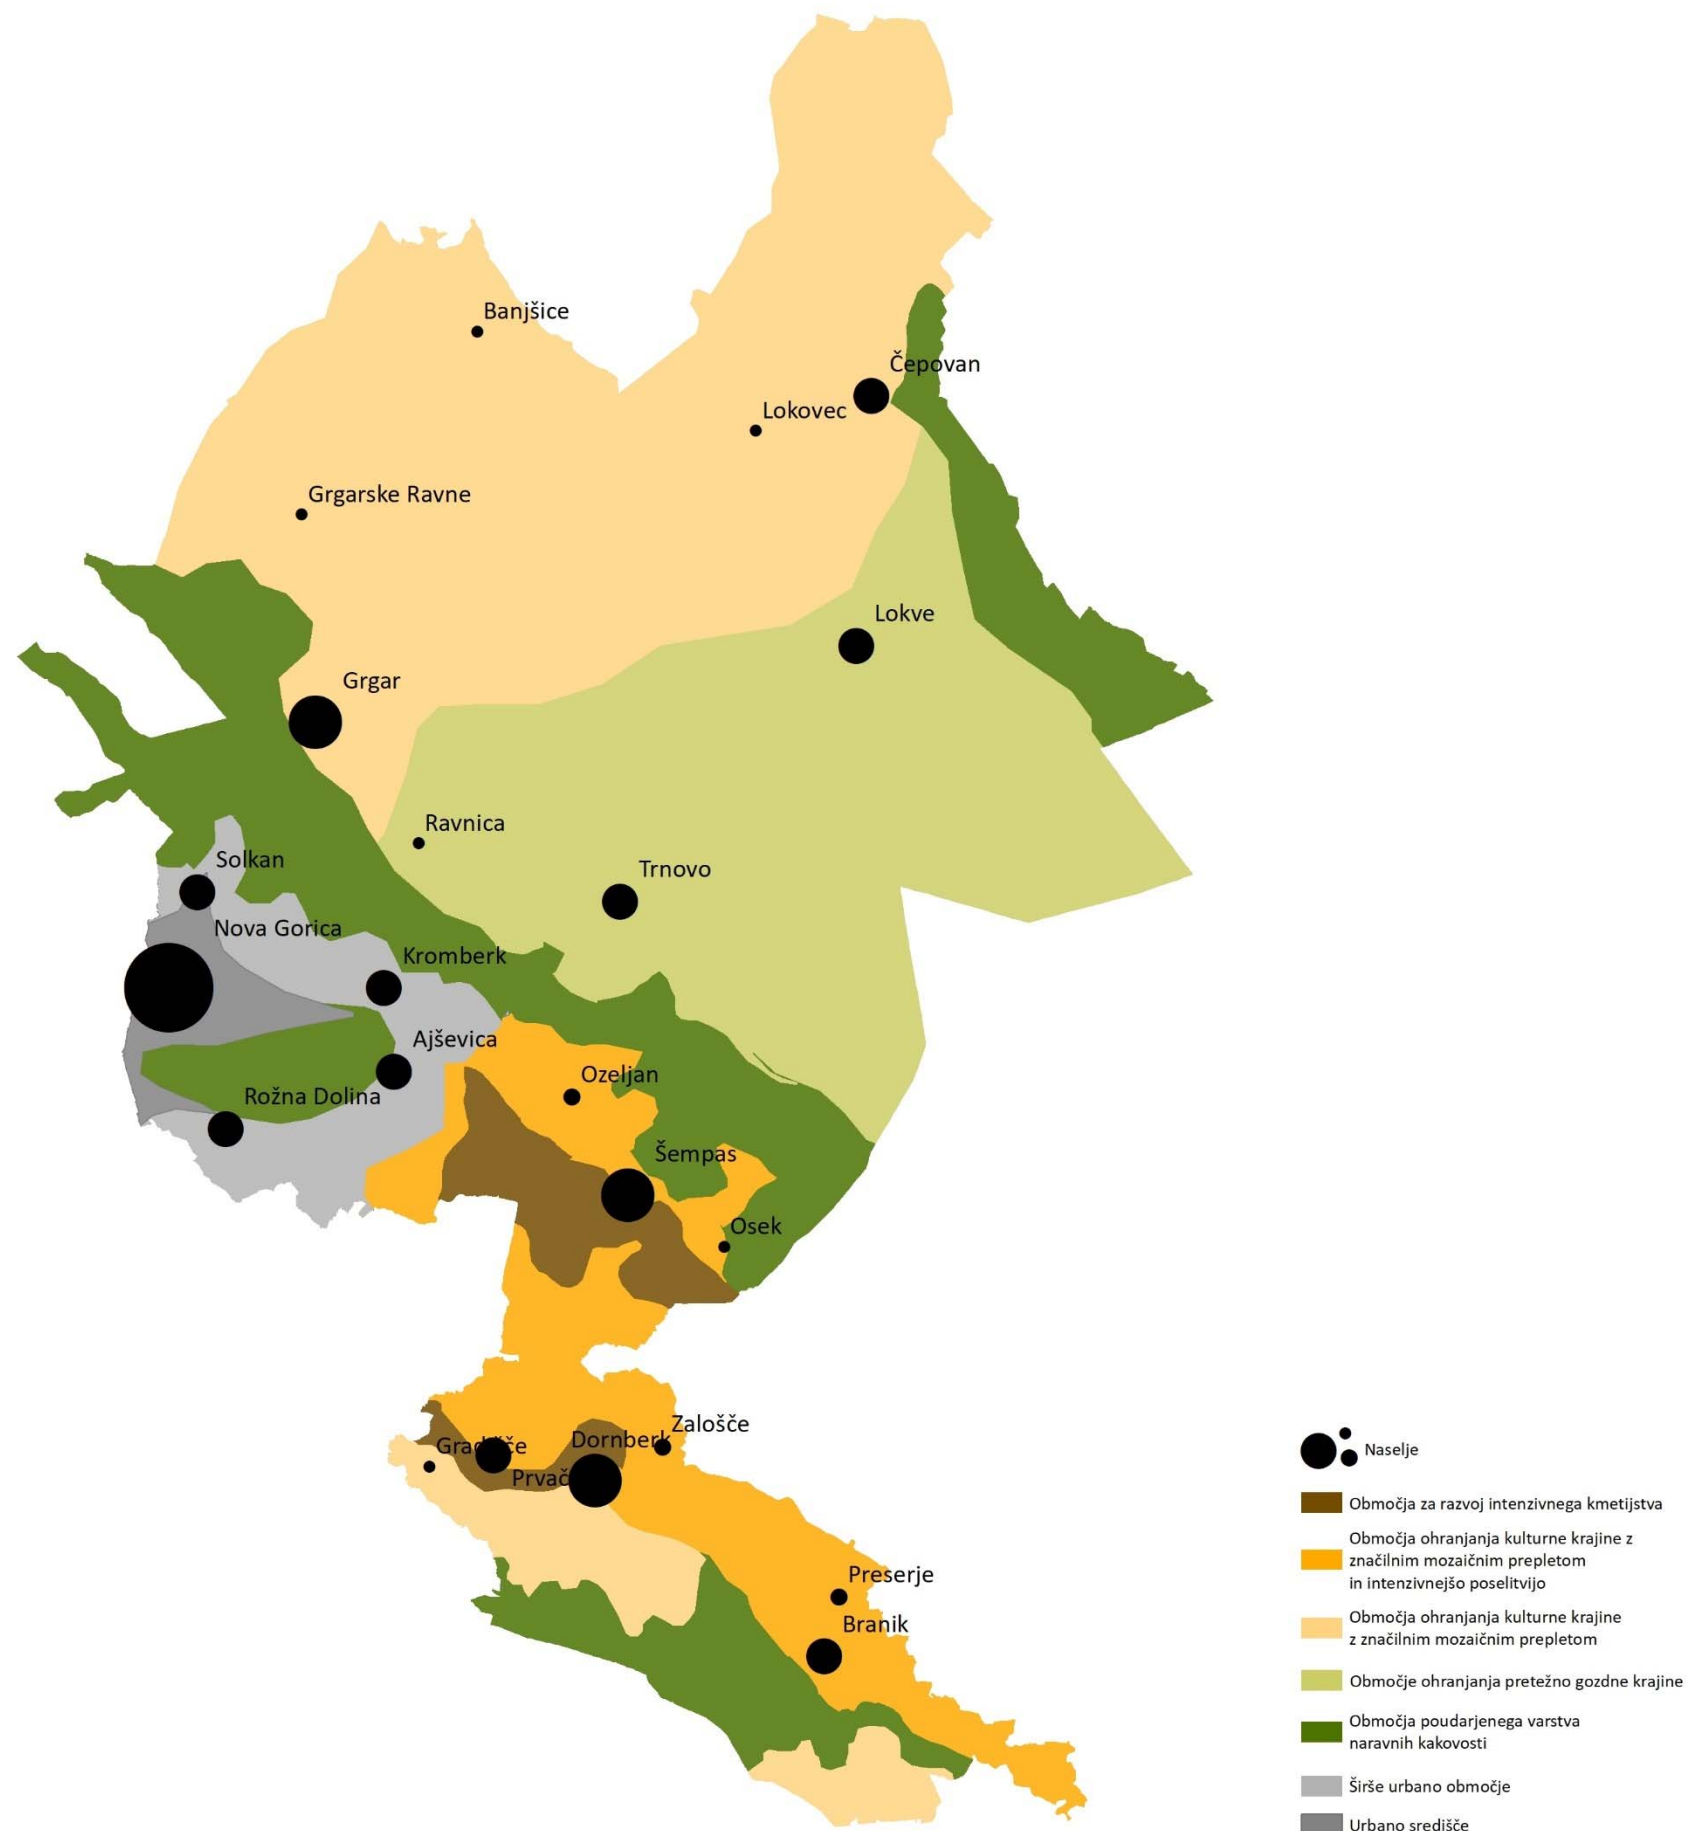 Banjšice
Čepovan
Lokovec
Grgarske Ravne
Lokve
Grgar
Ravnica
Solkan
Trnovo
Nova Gorica
Kromberk
Ajševica
Ozeljan
Rožna Dolina
Šempas
Osek
Zalošče
Dornberk
Preserje
Branik
Naselje
Območja za razvoj intenzivnega kmetijstva
Območja ohranjanja kulturne krajine z
značilnim mozaičnim prepletom
in intenzivnejšo poselitvijo
Območja ohranjanja kulturne krajine
z značilnim mozaičnim prepletom
Območje ohranjanja pretežno gozdne krajine
Območja poudarjenega varstva
naravnih kakovosti
Širše urbano območje
Urbano središče